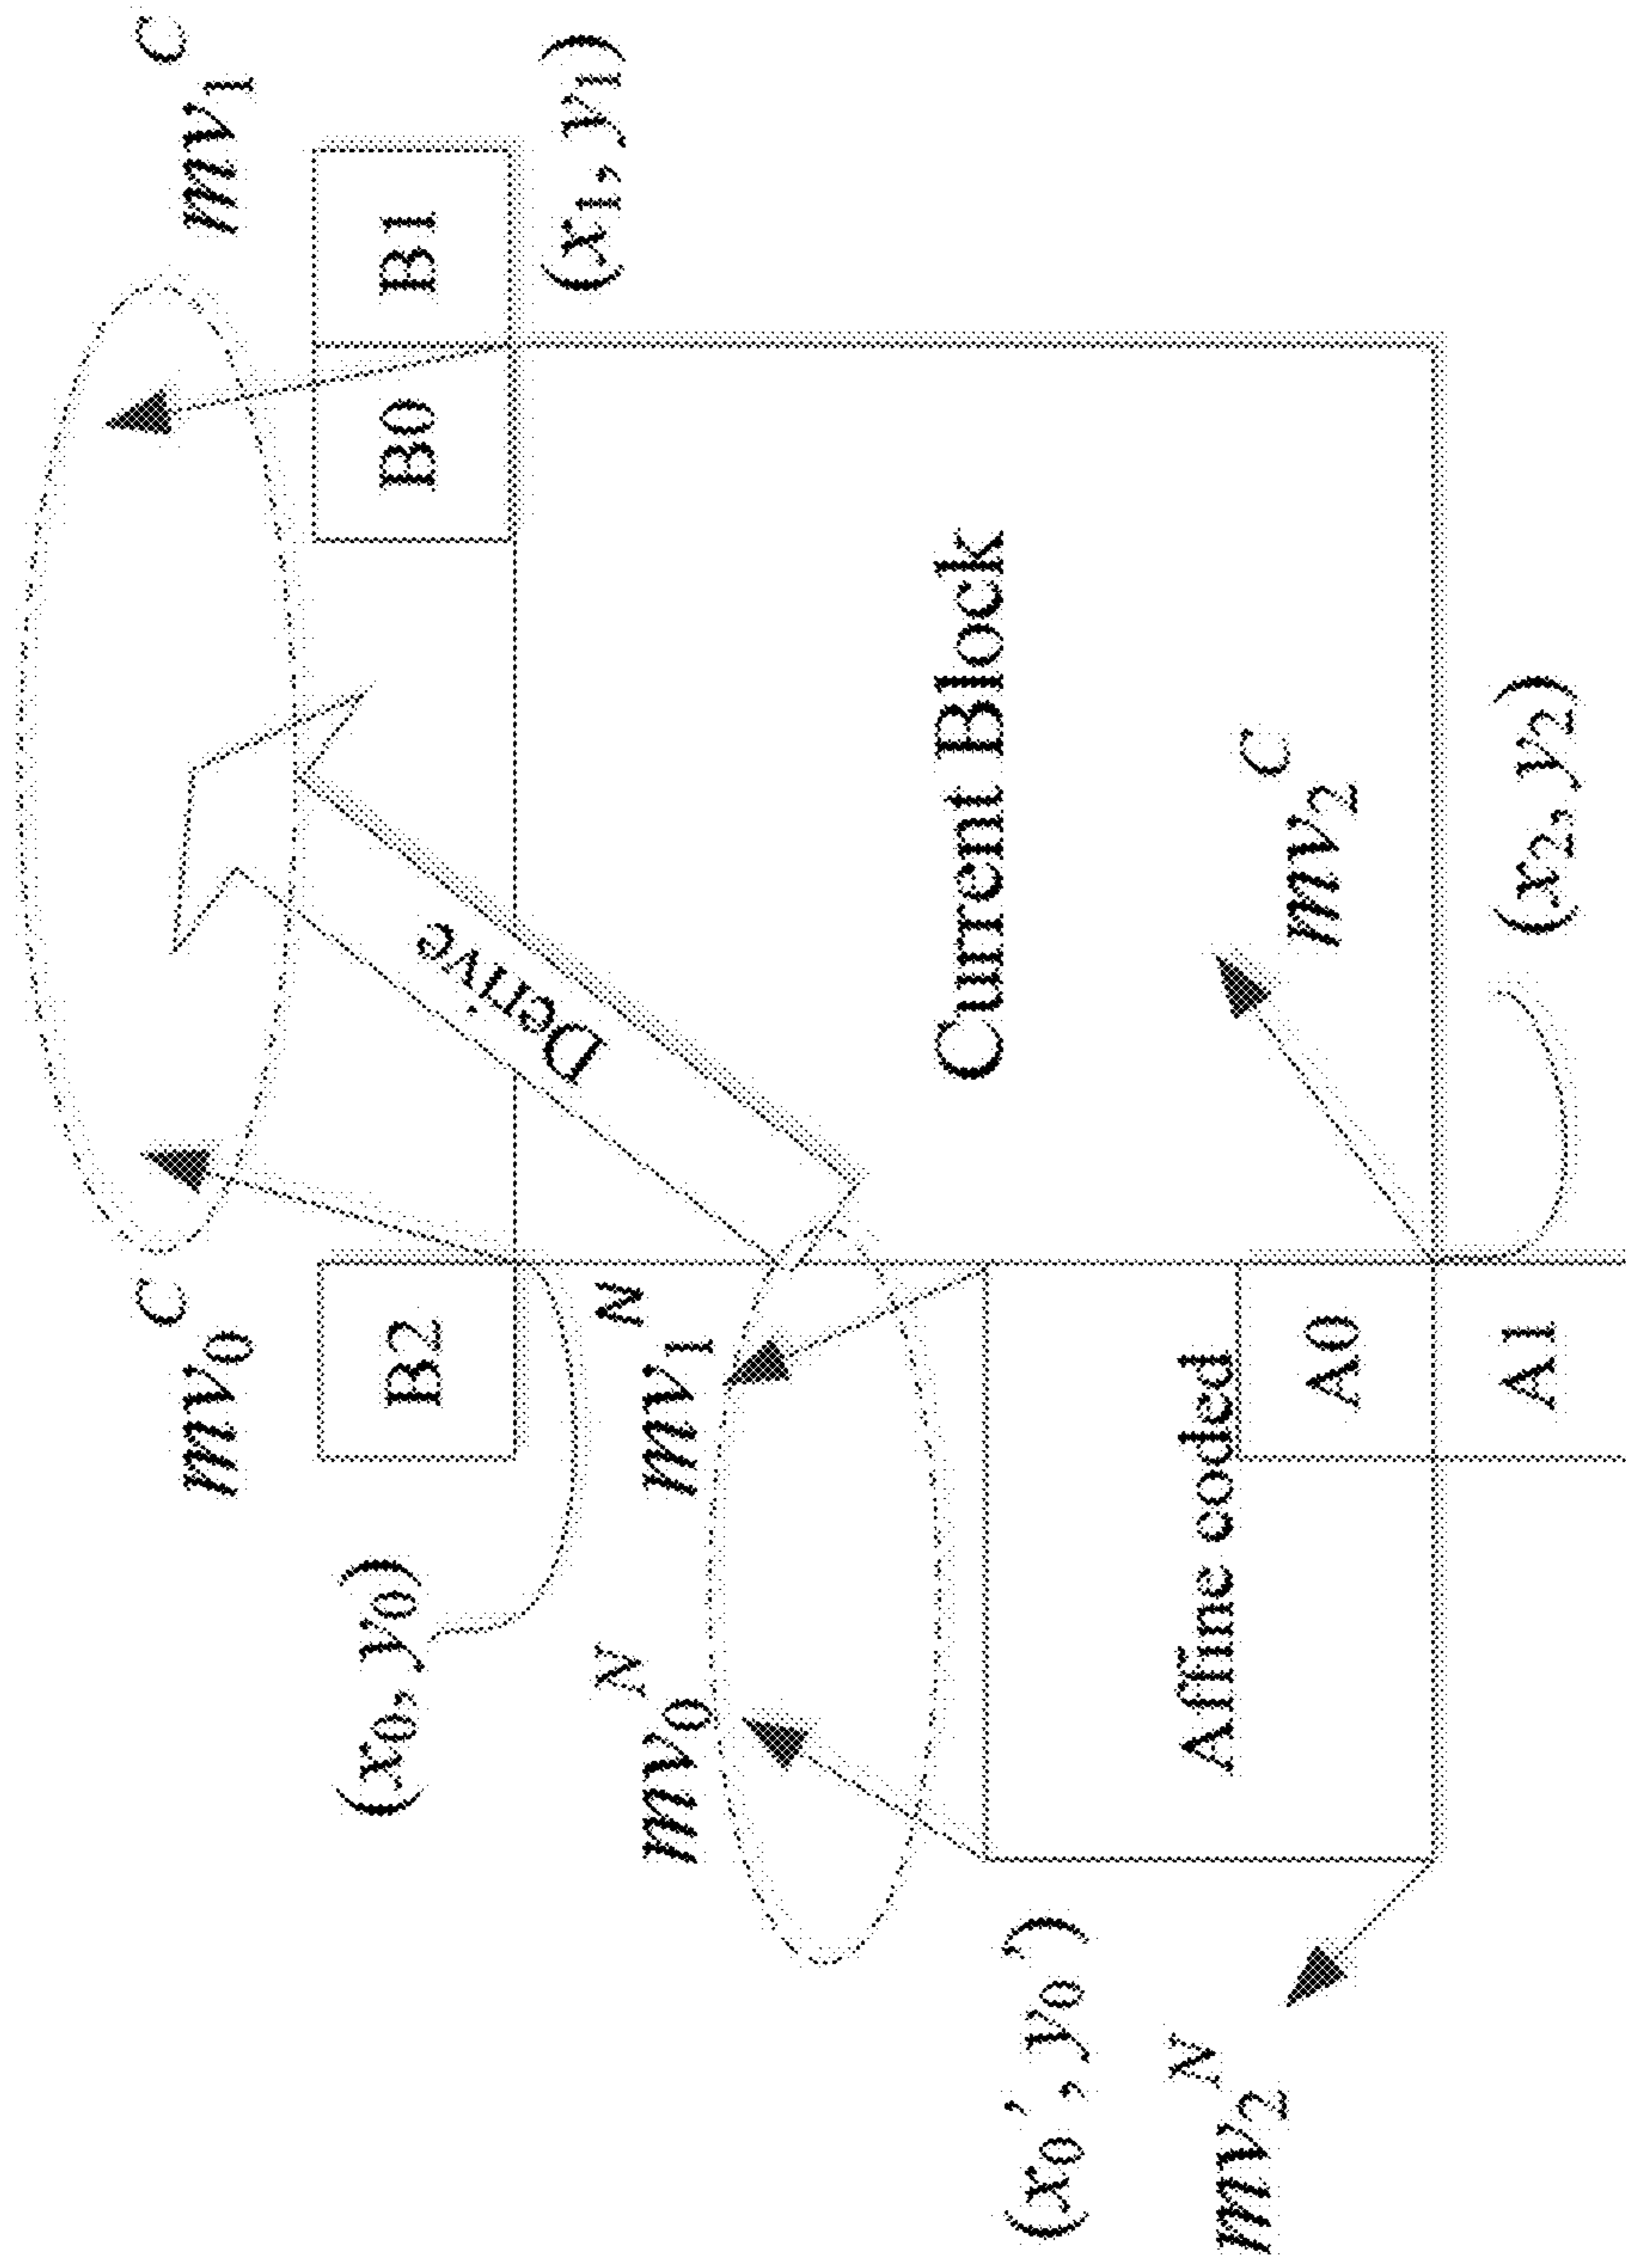 mv₀ᶜ
mv₁ᶜ
B2
B0
B1
(x₀, y₀)
(x₁, y₁)
Derive
mv₀ᴺ
mv₁ᴺ
Current Block
(x₀', y₀')
Affine coded
mv₂ᴺ
mv₂ᶜ
A0
A1
(x₂, y₂)